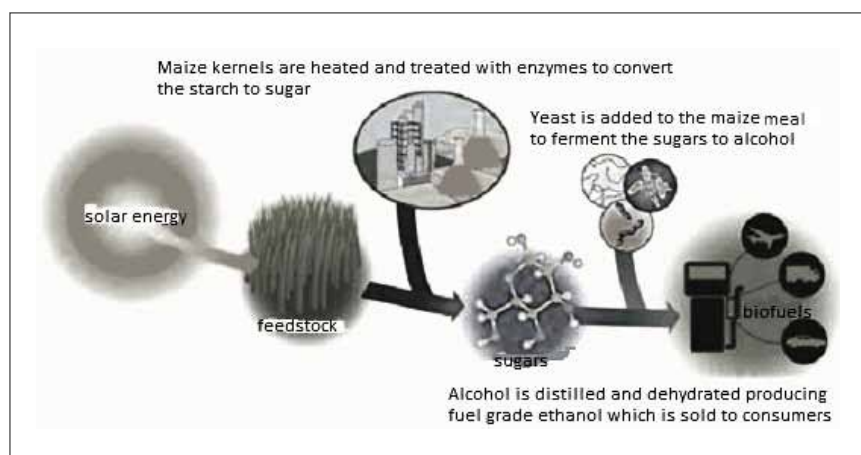 Maize kernels are heated and treated with enzymes to convert
the starch to sugar
Yeast is added to the maize meal
to ferment the sugars to alcohol
solar energy
feedstock
sugars
biofuels
Alcohol is distilled and dehydrated producing
fuel grade ethanol which is sold to consumers